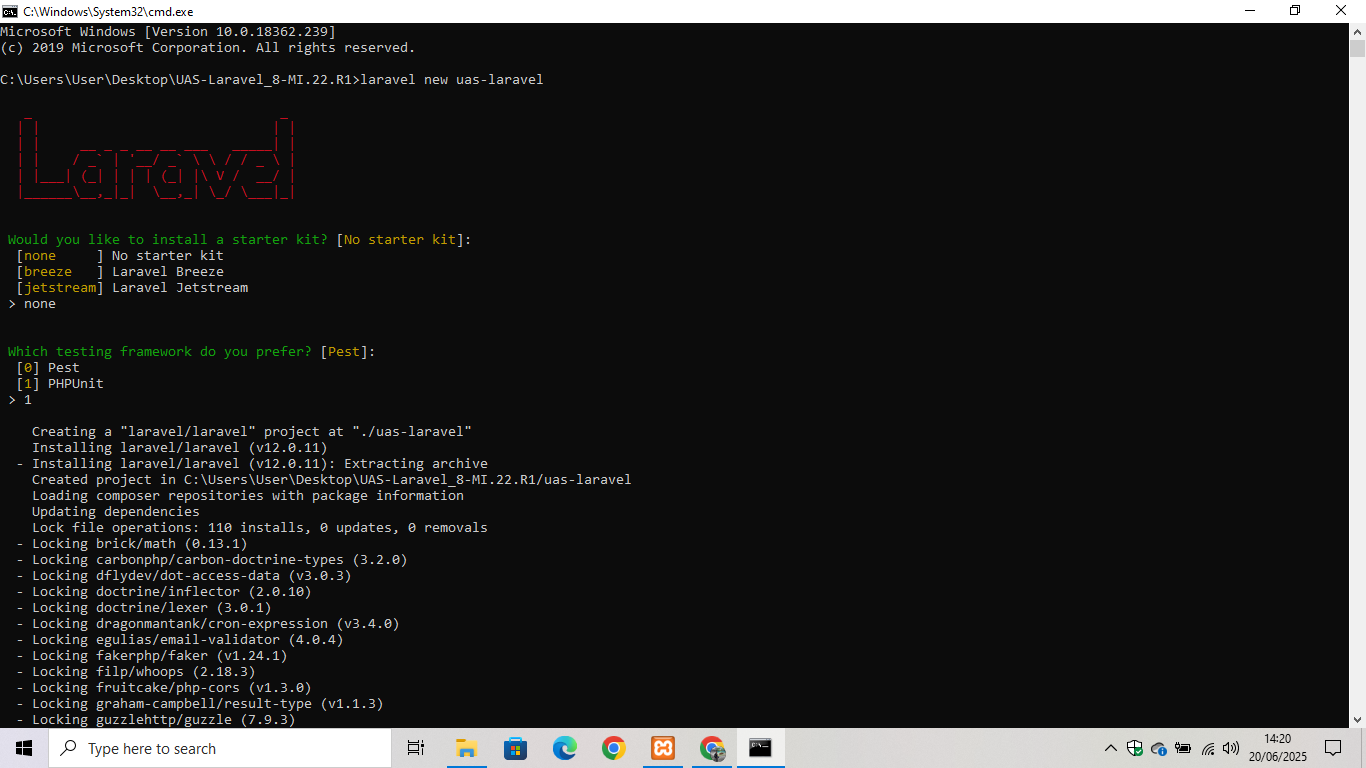 C:\Windows\System32\cmd.exe
Microsoft Windows [Version 10.0.18362.239]
(c) 2019 Microsoft Corporation. All rights reserved.
C:\Users\User\Desktop\UAS-Laravel_8-MI.22.R1>laravel new uas-laravel
Laravel
Would you like to install a starter kit? [No starter kit]:
[none     ] No starter kit
[breeze   ] Laravel Breeze
[jetstream] Laravel Jetstream
> none
Which testing framework do you prefer? [Pest]:
[0] Pest
[1] PHPUnit
> 1
Creating a "laravel/laravel" project at "./uas-laravel"
Installing laravel/laravel (v12.0.11)
- Installing laravel/laravel (v12.0.11): Extracting archive
Created project in C:\Users\User\Desktop\UAS-Laravel_8-MI.22.R1/uas-laravel
Loading composer repositories with package information
Updating dependencies
Lock file operations: 110 installs, 0 updates, 0 removals
- Locking brick/math (0.13.1)
- Locking carbonphp/carbon-doctrine-types (3.2.0)
- Locking dflydev/dot-access-data (v3.0.3)
- Locking doctrine/inflector (2.0.10)
- Locking doctrine/lexer (3.0.1)
- Locking dragonmantank/cron-expression (v3.4.0)
- Locking egulias/email-validator (4.0.4)
- Locking fakerphp/faker (v1.24.1)
- Locking filp/whoops (2.18.3)
- Locking fruitcake/php-cors (v1.3.0)
- Locking graham-campbell/result-type (v1.1.3)
- Locking guzzlehttp/guzzle (7.9.3)
Type here to search
14:20
20/06/2025